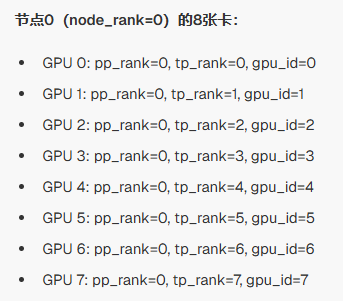 节点0（node_rank=0）的8张卡：
• GPU 0: pp_rank=0, tp_rank=0, gpu_id=0
• GPU 1: pp_rank=0, tp_rank=1, gpu_id=1
• GPU 2: pp_rank=0, tp_rank=2, gpu_id=2
• GPU 3: pp_rank=0, tp_rank=3, gpu_id=3
• GPU 4: pp_rank=0, tp_rank=4, gpu_id=4
• GPU 5: pp_rank=0, tp_rank=5, gpu_id=5
• GPU 6: pp_rank=0, tp_rank=6, gpu_id=6
• GPU 7: pp_rank=0, tp_rank=7, gpu_id=7